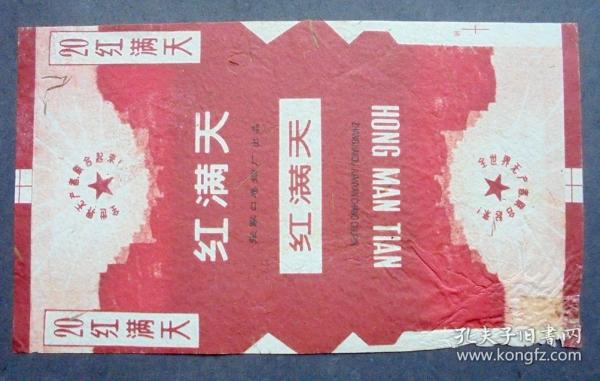 20 红满天
全世界无产者联合起来!
20 红满天
红满天
张家口卷烟厂出品
红满天
HONG MAN TIAN
全世界无产者联合起来!
孔夫子旧书网
www.kongfz.com